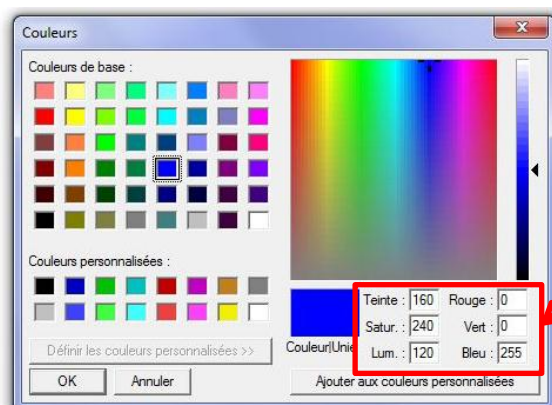 Couleurs
Couleurs de base :
Couleurs personnalisées :
Définir les couleurs personnalisées >>
OK
Annuler
Couleur|Unie
Teinte : 160
Rouge : 0
Satur. : 240
Vert : 0
Lum. : 120
Bleu : 255
Ajouter aux couleurs personnalisées